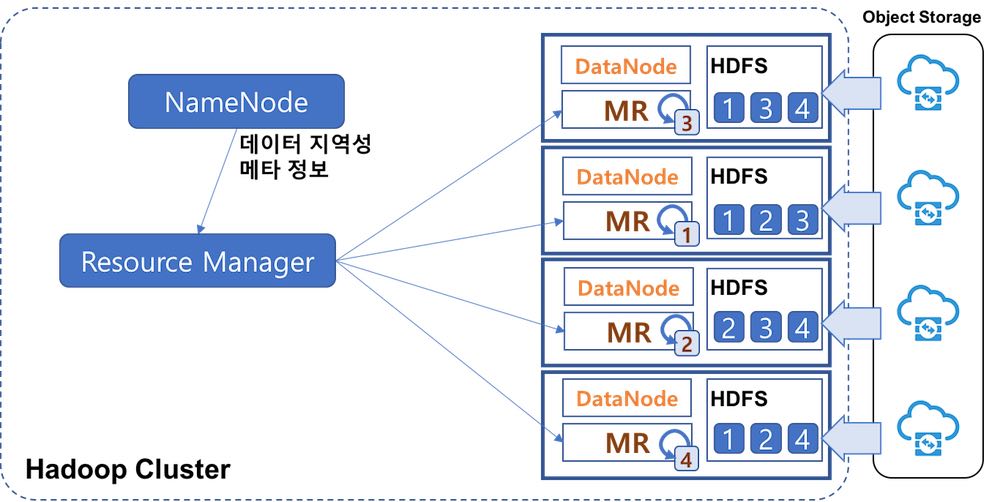 Object Storage
NameNode
데이터 지역성
메타 정보
Resource Manager
DataNode
HDFS
MR 3
1 3 4
DataNode
HDFS
MR 1
1 2 3
DataNode
HDFS
MR 2
2 3 4
DataNode
HDFS
MR 4
1 2 4
Hadoop Cluster